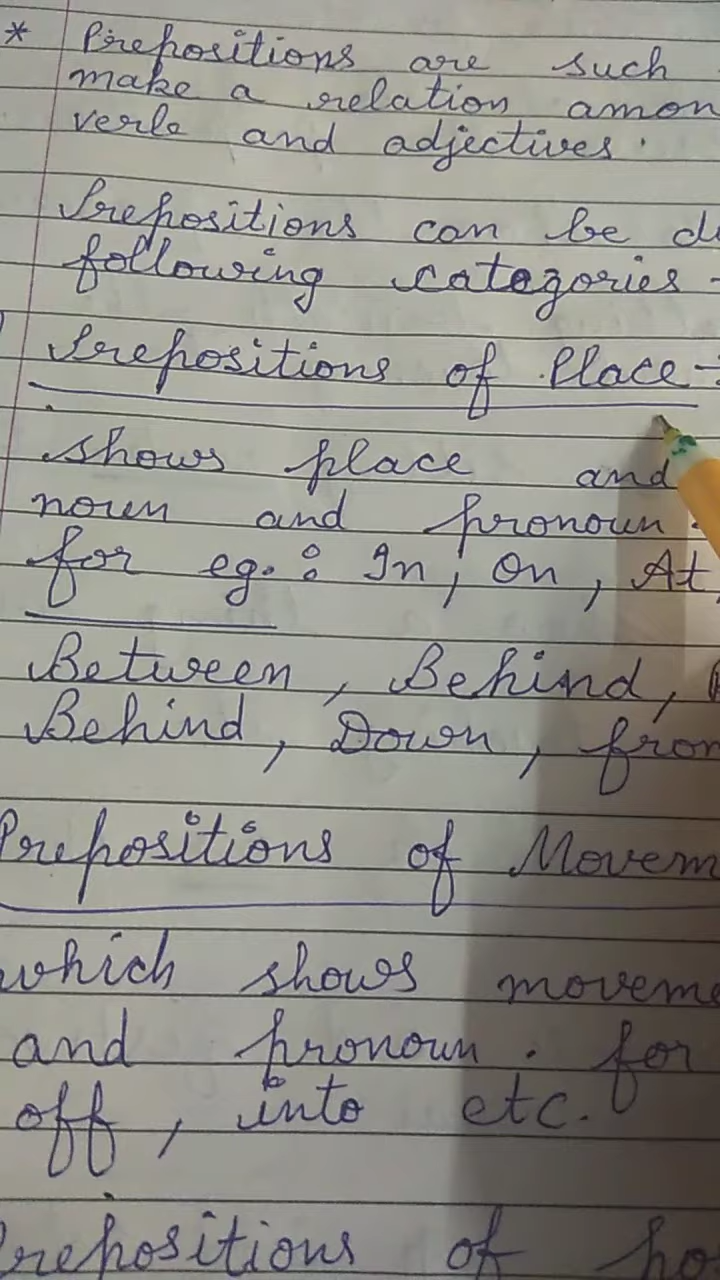 * Prepositions are such
make a relation amon
verb and adjectives.
Prepositions can be d
following categories -
Prepositions of Place -:
shows place and
noun and pronoun.
for eg. : In, On, At,
Between, Behind,
Behind, Down, from
Prepositions of Movem
which shows moveme
and pronoun. for
off, into etc.
Prepositions of